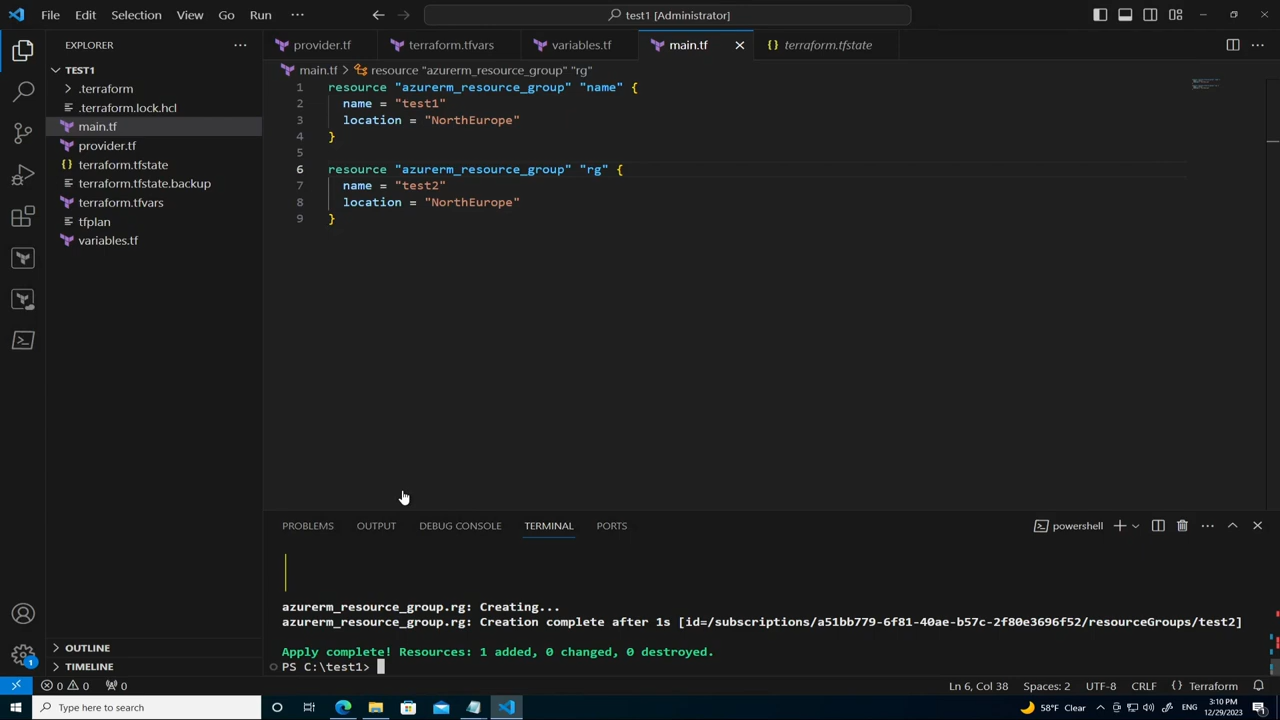 File Edit Selection View Go Run ··· test1 [Administrator]
EXPLORER ···
TEST1
.terraform
.terraform.lock.hcl
main.tf
provider.tf
terraform.tfstate
terraform.tfstate.backup
terraform.tfvars
tfplan
variables.tf
OUTLINE
TIMELINE
provider.tf terraform.tfvars variables.tf main.tf terraform.tfstate
main.tf > resource "azurerm_resource_group" "rg"
1 resource "azurerm_resource_group" "name" {
2 name = "test1"
3 location = "NorthEurope"
4 }
5
6 resource "azurerm_resource_group" "rg" {
7 name = "test2"
8 location = "NorthEurope"
9 }
PROBLEMS OUTPUT DEBUG CONSOLE TERMINAL PORTS powershell
azurerm_resource_group.rg: Creating...
azurerm_resource_group.rg: Creation complete after 1s [id=/subscriptions/a51bb779-6f81-40ae-b57c-2f80e3696f52/resourceGroups/test2]
Apply complete! Resources: 1 added, 0 changed, 0 destroyed.
PS C:\test1>
1
0 0 0 Ln 6, Col 38 Spaces: 2 UTF-8 CRLF {} Terraform
Type here to search 58°F Clear ENG 3:10 PM
12/29/2023
1